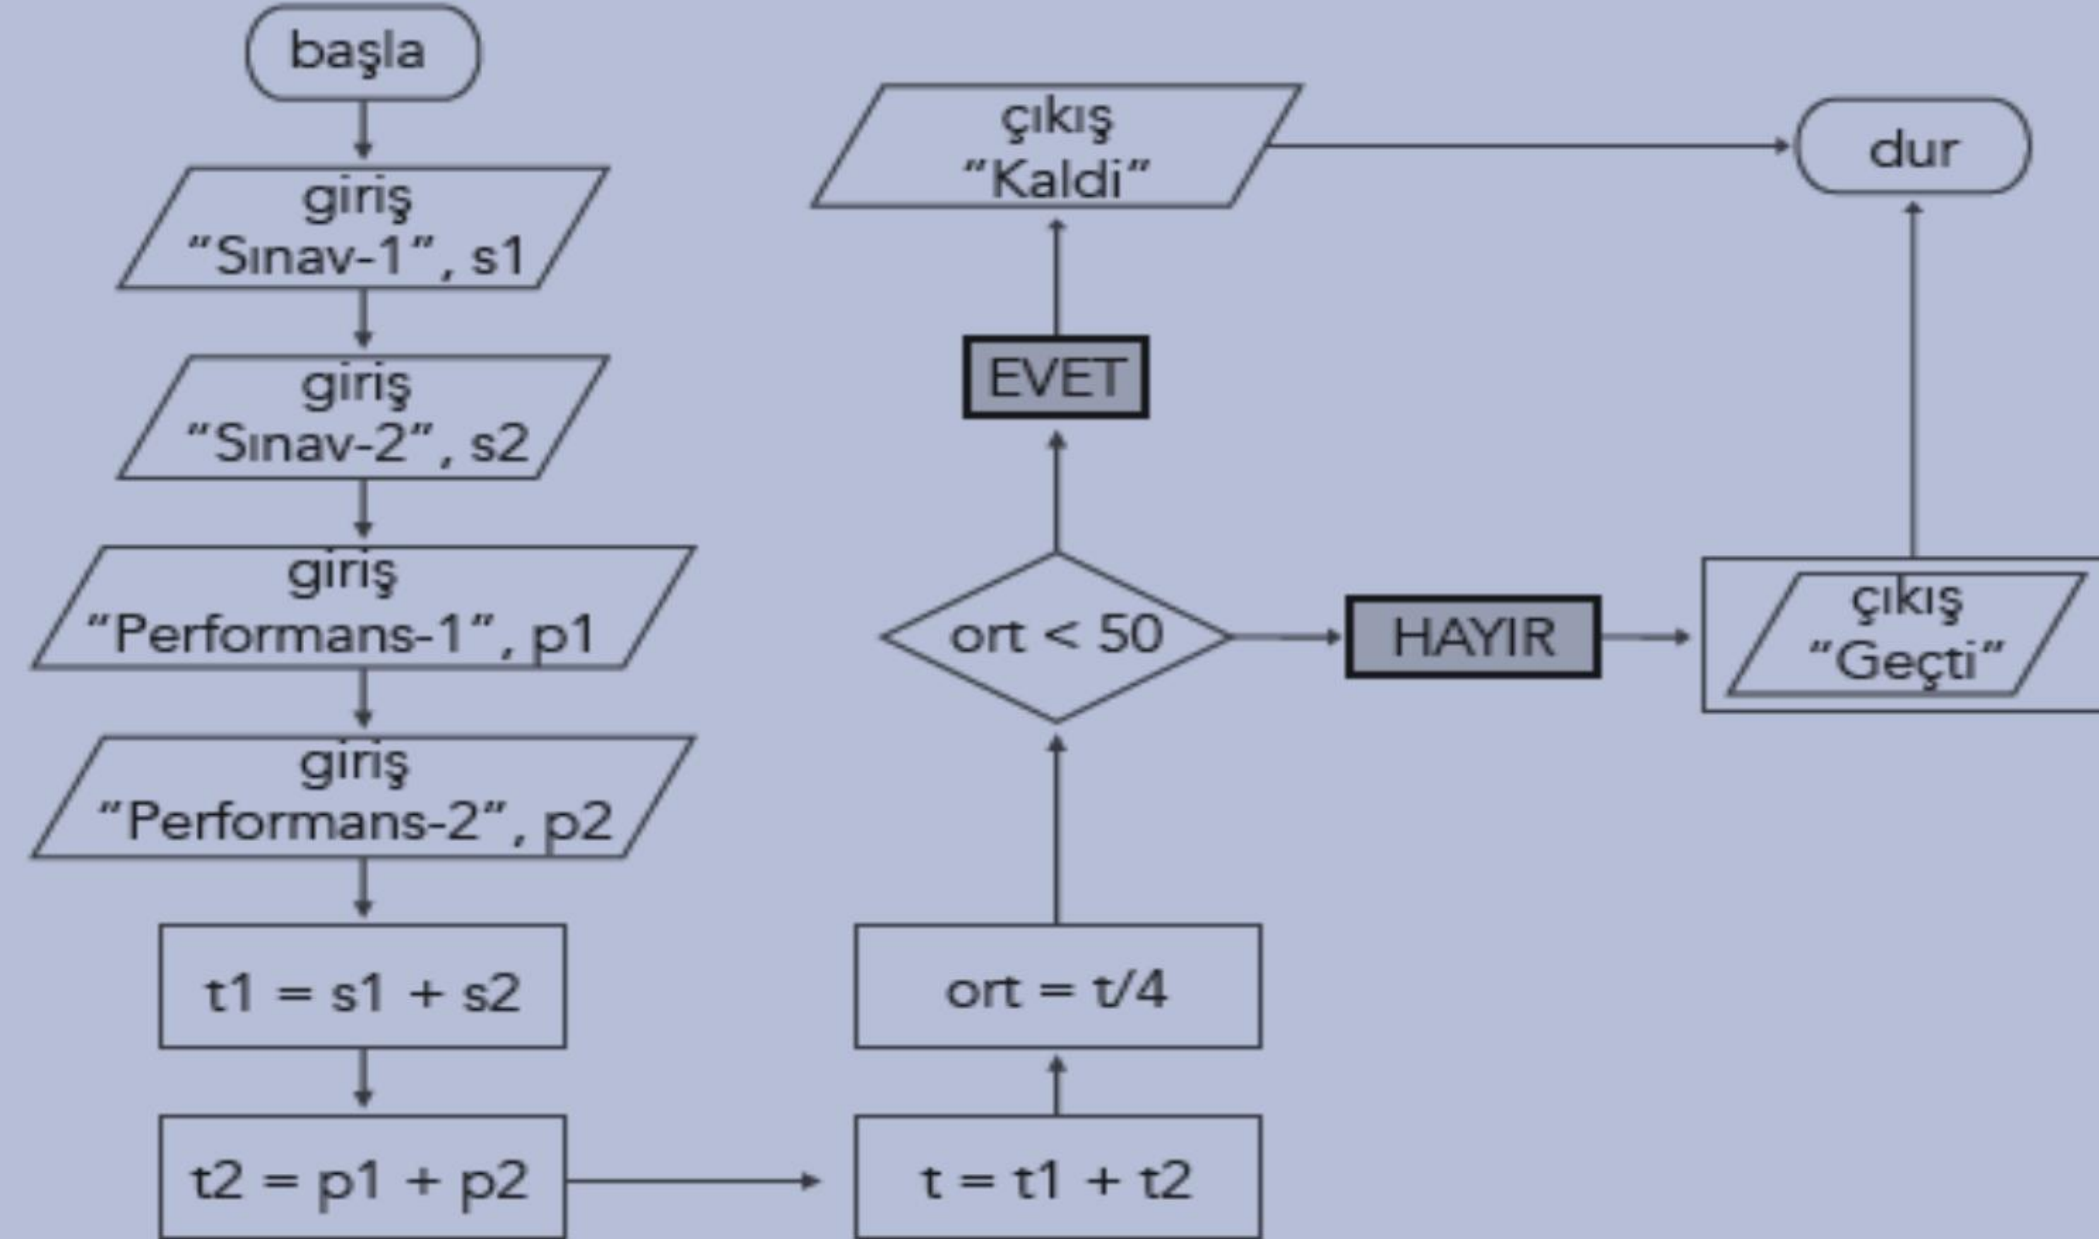 başla
giriş
"Sınav-1", s1
giriş
"Sınav-2", s2
giriş
"Performans-1", p1
giriş
"Performans-2", p2
t1 = s1 + s2
t2 = p1 + p2
t = t1 + t2
ort = t/4
ort < 50
EVET
çıkış
"Kaldi"
HAYIR
çıkış
"Geçti"
dur